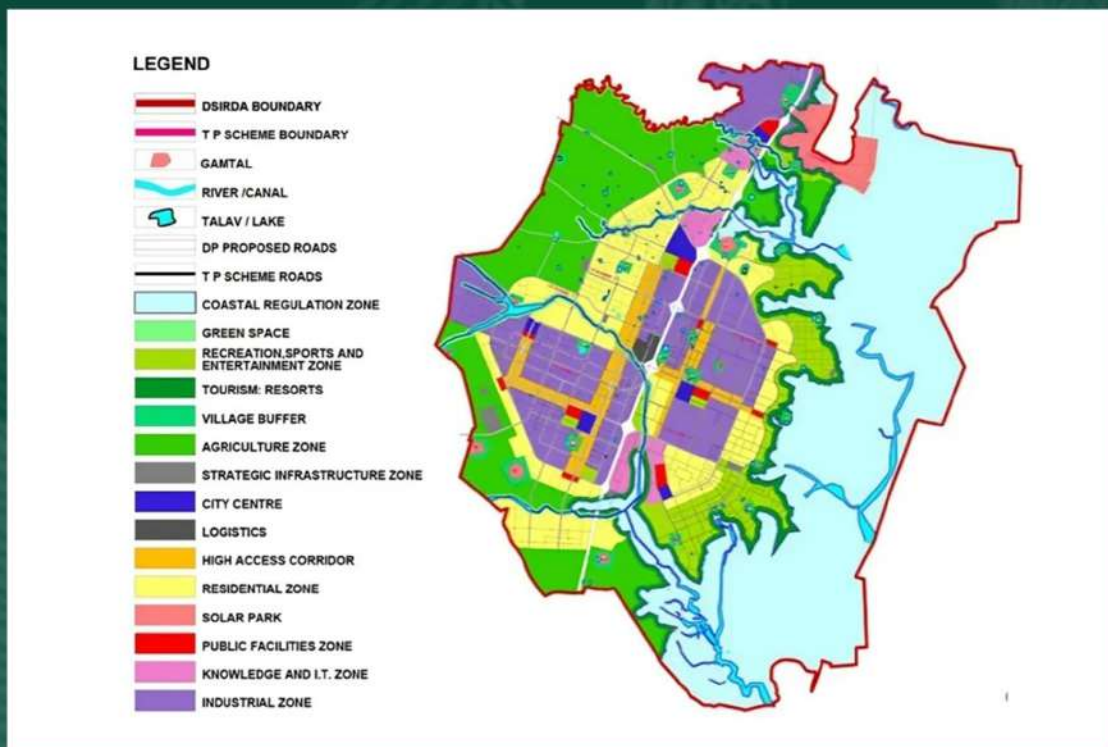 LEGEND
DSIRDA BOUNDARY
T P SCHEME BOUNDARY
GAMTAL
RIVER /CANAL
TALAV / LAKE
DP PROPOSED ROADS
T P SCHEME ROADS
COASTAL REGULATION ZONE
GREEN SPACE
RECREATION,SPORTS AND
ENTERTAINMENT ZONE
TOURISM: RESORTS
VILLAGE BUFFER
AGRICULTURE ZONE
STRATEGIC INFRASTRUCTURE ZONE
CITY CENTRE
LOGISTICS
HIGH ACCESS CORRIDOR
RESIDENTIAL ZONE
SOLAR PARK
PUBLIC FACILITIES ZONE
KNOWLEDGE AND I.T. ZONE
INDUSTRIAL ZONE